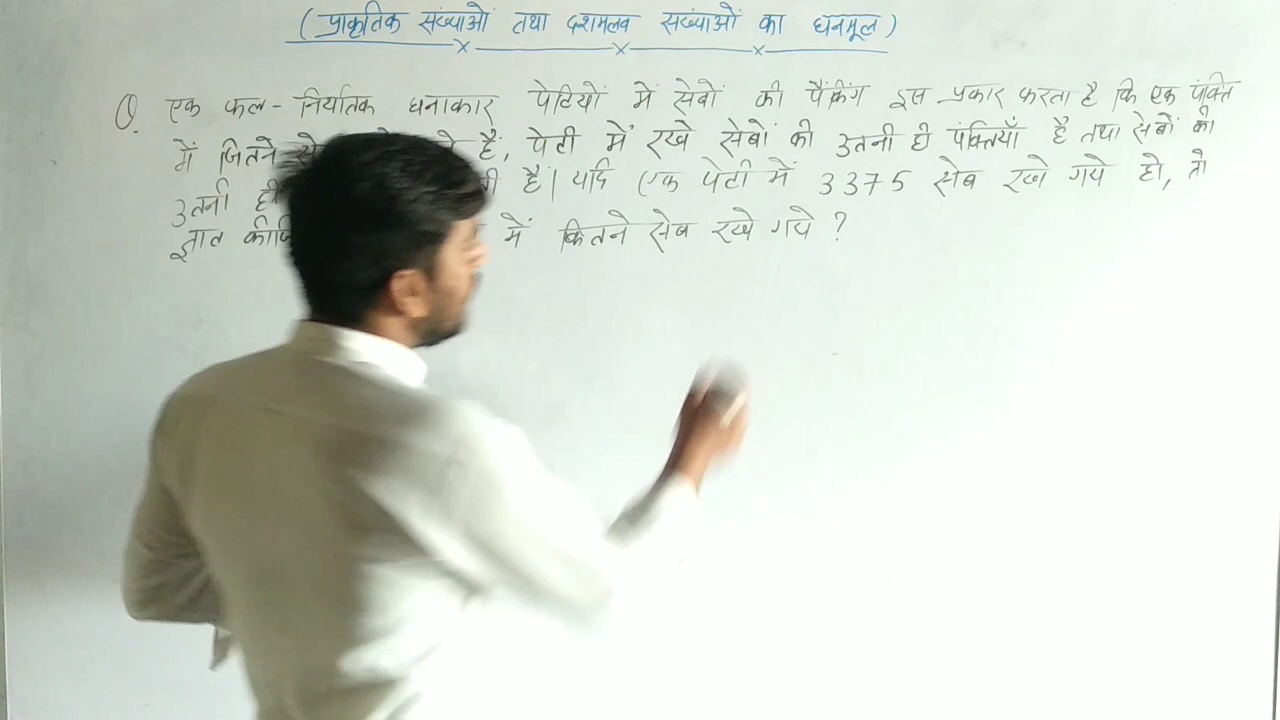 (प्राकृतिक संख्याओं तथा दशमलव संख्याओं का घनमूल)
Q. एक फल-निर्यातक घनाकार पेटियों में सेबों की पैकिंग इस प्रकार करता है कि एक पंक्ति
में जितने हैं, पेटी में रखे सेबों की उतनी ही पंक्तियाँ है तथा सेबों की
उतनी ही हैं। यदि एक पेटी में 3375 सेब रखे गये हो, तो
ज्ञात में कितने सेब रखे गये ?